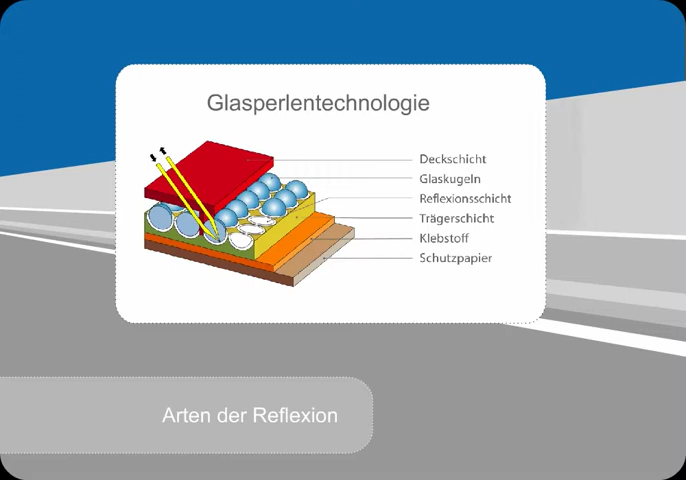 Glasperlentechnologie
Deckschicht
Glaskugeln
Reflexionsschicht
Trägerschicht
Klebstoff
Schutzpapier
Arten der Reflexion